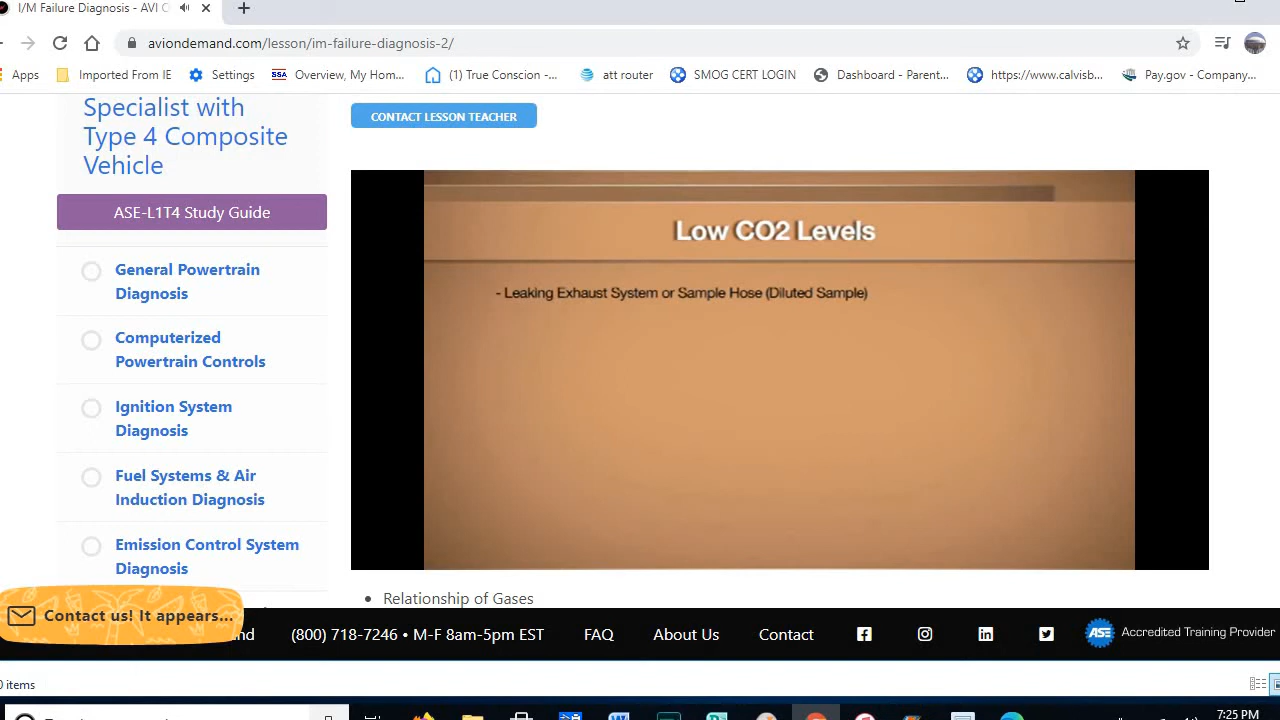 I/M Failure Diagnosis - AVI O
aviondemand.com/lesson/im-failure-diagnosis-2/
Apps
Imported From IE
Settings
SSA
Overview, My Hom...
(1) True Conscion -...
att router
SMOG CERT LOGIN
Dashboard - Parent...
https://www.calvisb...
Pay.gov - Company...
Specialist with
Type 4 Composite
Vehicle
ASE-L1T4 Study Guide
General Powertrain
Diagnosis
Computerized
Powertrain Controls
Ignition System
Diagnosis
Fuel Systems & Air
Induction Diagnosis
Emission Control System
Diagnosis
CONTACT LESSON TEACHER
Low CO2 Levels
- Leaking Exhaust System or Sample Hose (Diluted Sample)
• Relationship of Gases
Contact us! It appears...
nd
(800) 718-7246 • M-F 8am-5pm EST
FAQ
About Us
Contact
ASE
Accredited Training Provider
0 items
7:25 PM